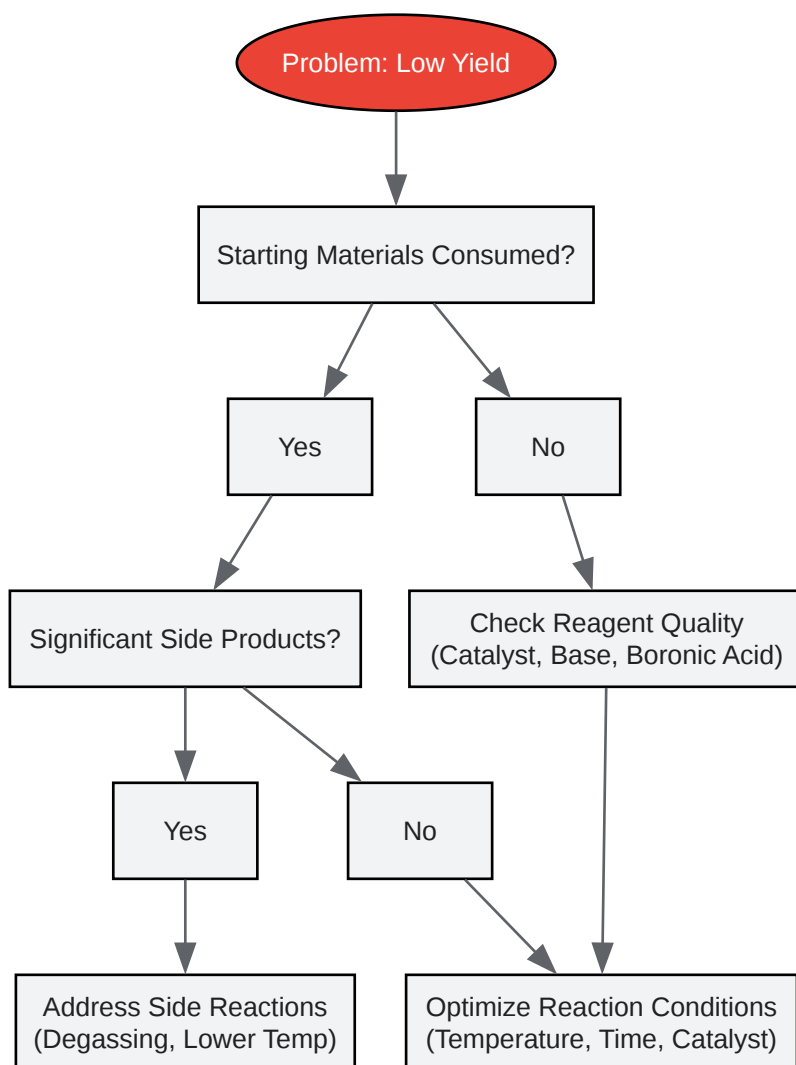 Problem: Low Yield
Starting Materials Consumed?
Yes
No
Significant Side Products?
Check Reagent Quality
(Catalyst, Base, Boronic Acid)
Yes
No
Address Side Reactions
(Degassing, Lower Temp)
Optimize Reaction Conditions
(Temperature, Time, Catalyst)